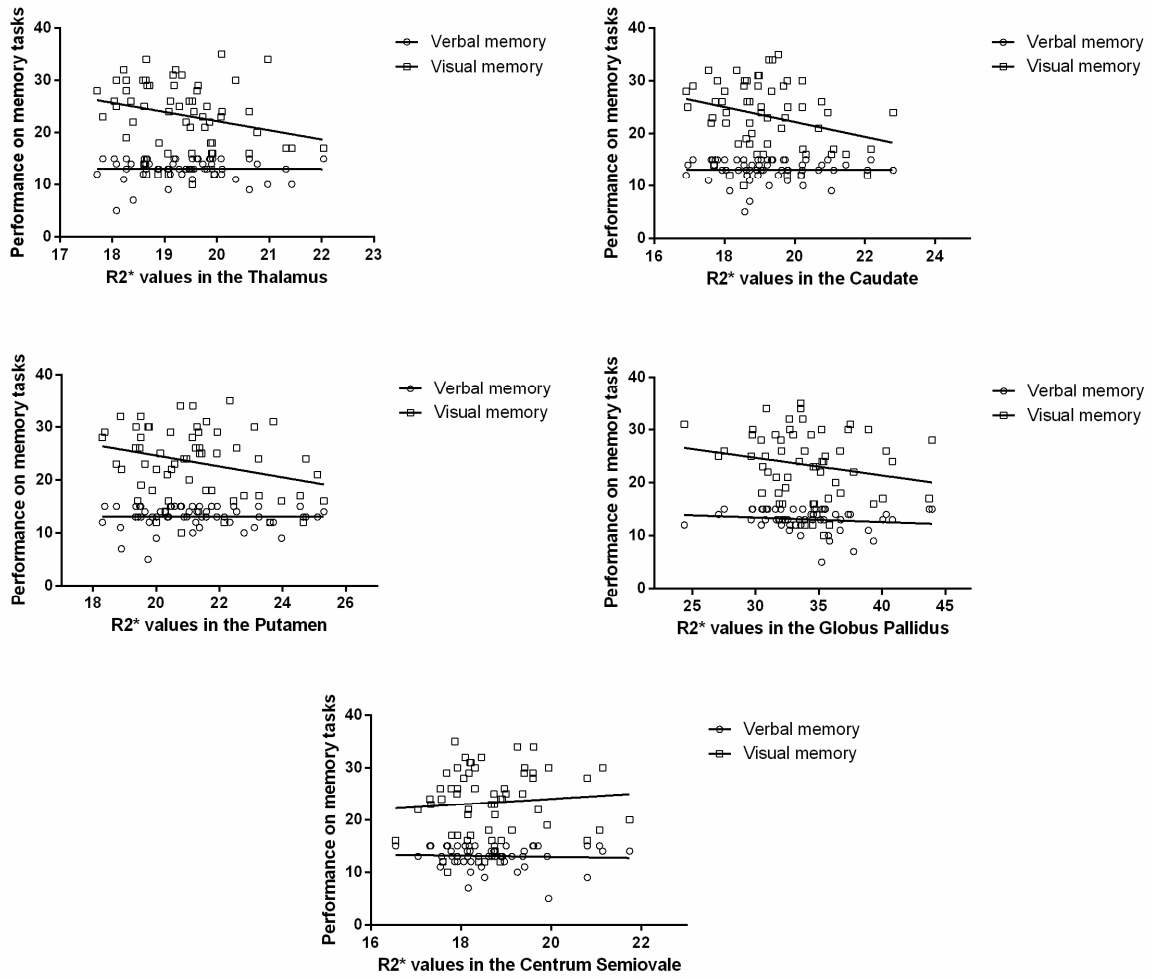 Performance on memory tasks
40
30
20
10
0
17 18 19 20 21 22 23
R2* values in the Thalamus
Verbal memory
Visual memory
Performance on memory tasks
40
30
20
10
0
16 18 20 22 24
R2* values in the Caudate
Verbal memory
Visual memory
Performance on memory tasks
40
30
20
10
0
18 20 22 24 26
R2* values in the Putamen
Verbal memory
Visual memory
Performance on memory tasks
40
30
20
10
0
25 30 35 40 45
R2* values in the Globus Pallidus
Verbal memory
Visual memory
Performance on memory tasks
40
30
20
10
0
16 18 20 22
R2* values in the Centrum Semiovale
Verbal memory
Visual memory